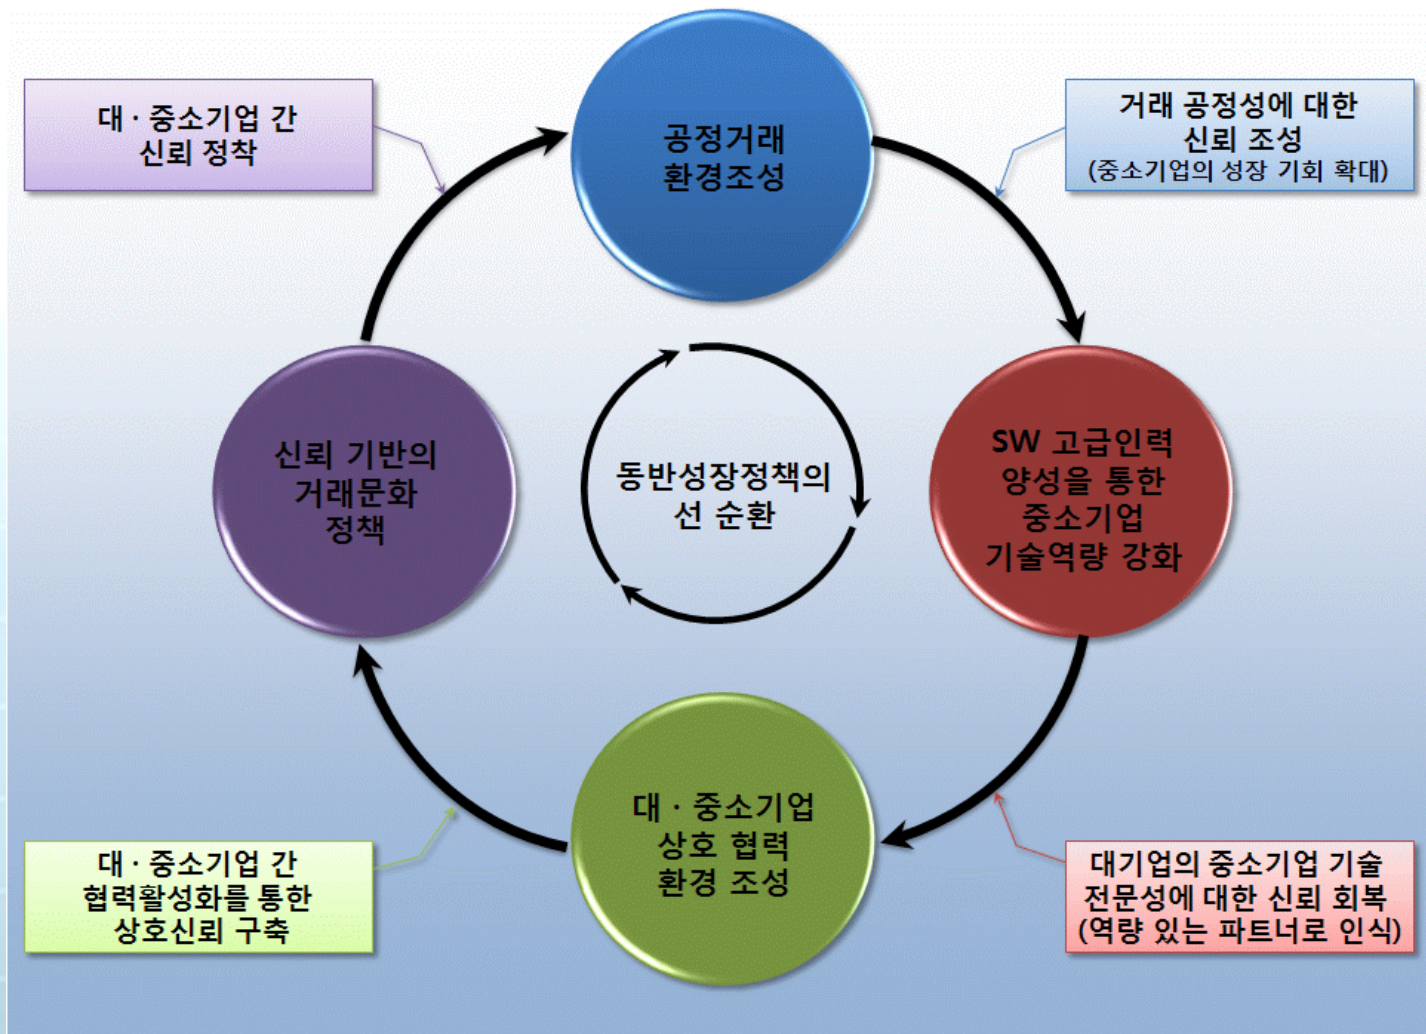 공정거래
환경조성
대 · 중소기업 간
신뢰 정착
거래 공정성에 대한
신뢰 조성
(중소기업의 성장 기회 확대)
신뢰 기반의
거래문화
정책
동반성장정책의
선 순환
SW 고급인력
양성을 통한
중소기업
기술역량 강화
대 · 중소기업
상호 협력
환경 조성
대 · 중소기업 간
협력활성화를 통한
상호신뢰 구축
대기업의 중소기업 기술
전문성에 대한 신뢰 회복
(역량 있는 파트너로 인식)